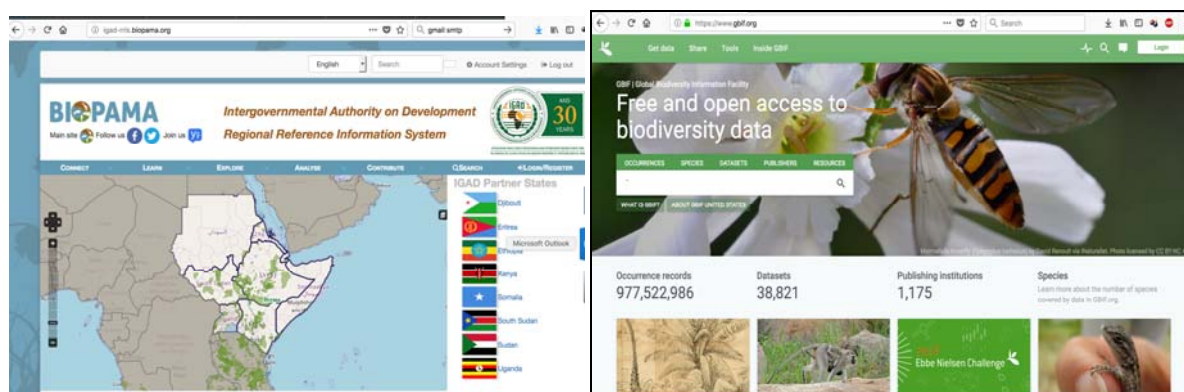 igad-rris.biopama.org
gmail smtp
English
Search
Account Settings
Log out
BIOPAMA
Main site
Follow us
Join us
Intergovernmental Authority on Development
Regional Reference Information System
IGAD
AND
30
YEARS
CONNECT
LEARN
EXPLORE
ANALYSE
CONTRIBUTE
SEARCH
LOGIN/REGISTER
IGAD Partner States
Djibouti
Eritrea
Ethiopia
Microsoft Outlook
Kenya
Somalia
South Sudan
Sudan
Uganda
https://www.gbif.org
Search
Get data Share Tools Inside GBIF
Login
GBIF | Global Biodiversity Information Facility
Free and open access to
biodiversity data
OCCURRENCES SPECIES DATASETS PUBLISHERS RESOURCES
WHAT IS GBIF? ABOUT GBIF UNITED STATES
Occurrence records
977,522,986
Datasets
38,821
Publishing institutions
1,175
Species
Learn more about the number of species
covered by data in GBIF.org.
Ebbe Nielsen Challenge